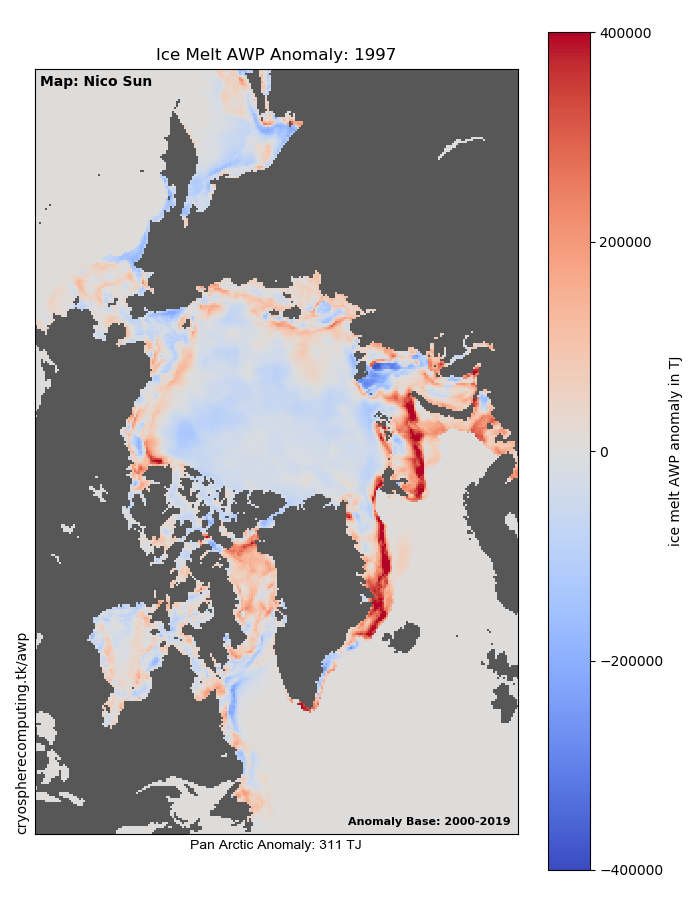 Ice Melt AWP Anomaly: 1997
Map: Nico Sun
400000
200000
0
−200000
−400000
ice melt AWP anomaly in TJ
cryospherecomputing.tk/awp
Anomaly Base: 2000-2019
Pan Arctic Anomaly: 311 TJ